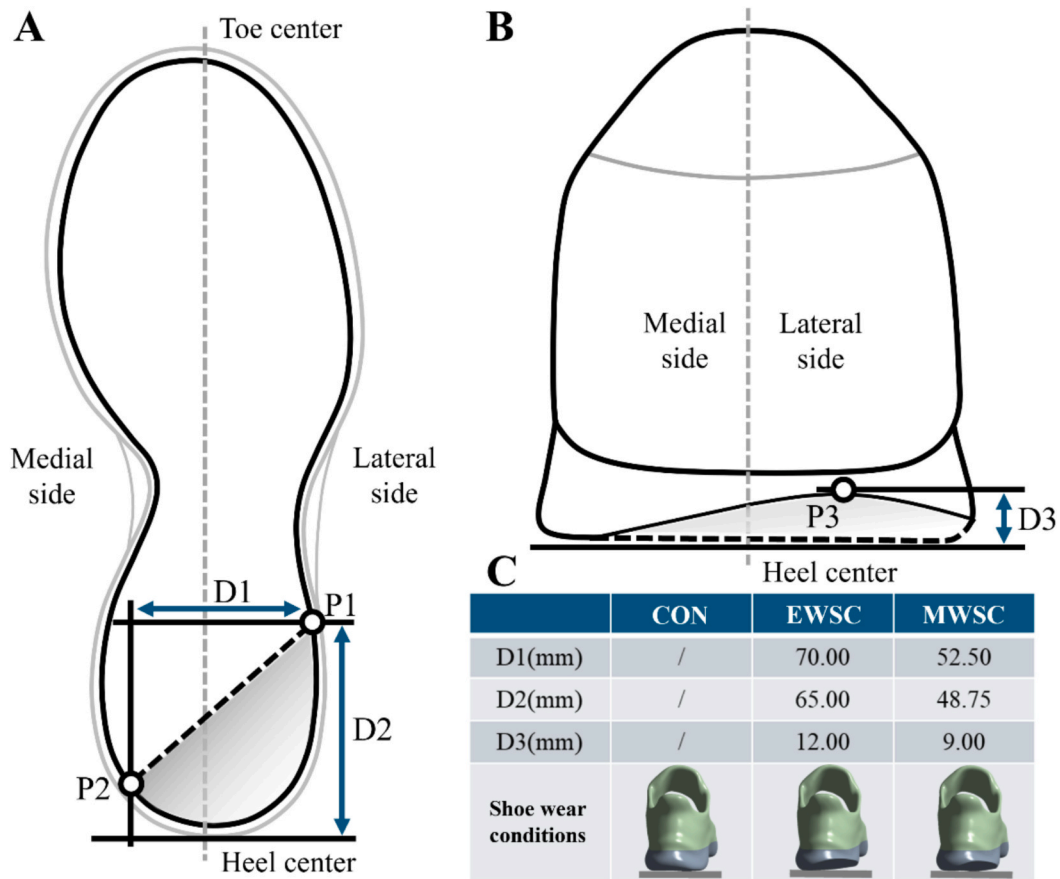 A
Toe center
Medial
side
Lateral
side
D1
P1
D2
P2
Heel center
B
Medial
side
Lateral
side
P3
D3
Heel center
C
CON EWSC MWSC
D1(mm) / 70.00 52.50
D2(mm) / 65.00 48.75
D3(mm) / 12.00 9.00
Shoe wear
conditions